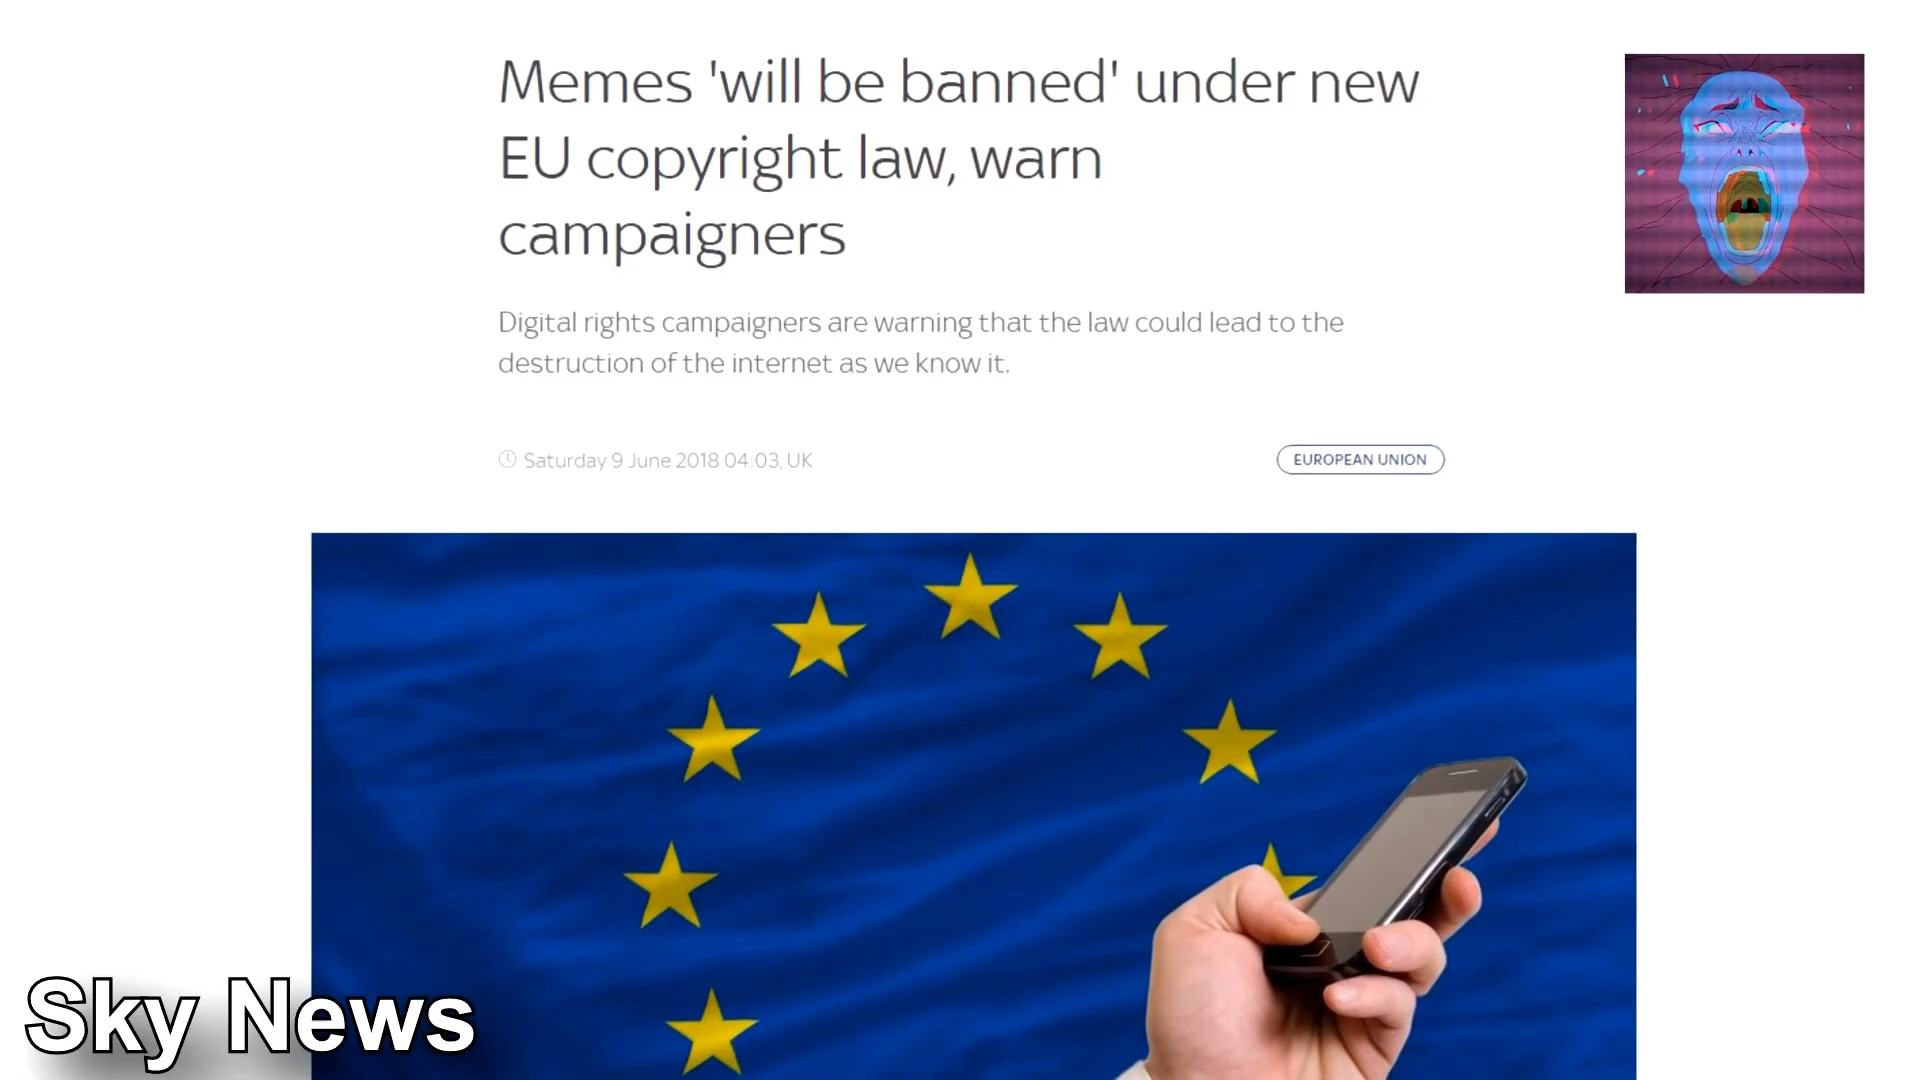 Memes 'will be banned' under new
EU copyright law, warn
campaigners
Digital rights campaigners are warning that the law could lead to the
destruction of the internet as we know it.
Saturday 9 June 2018 04:03, UK
EUROPEAN UNION
Sky News